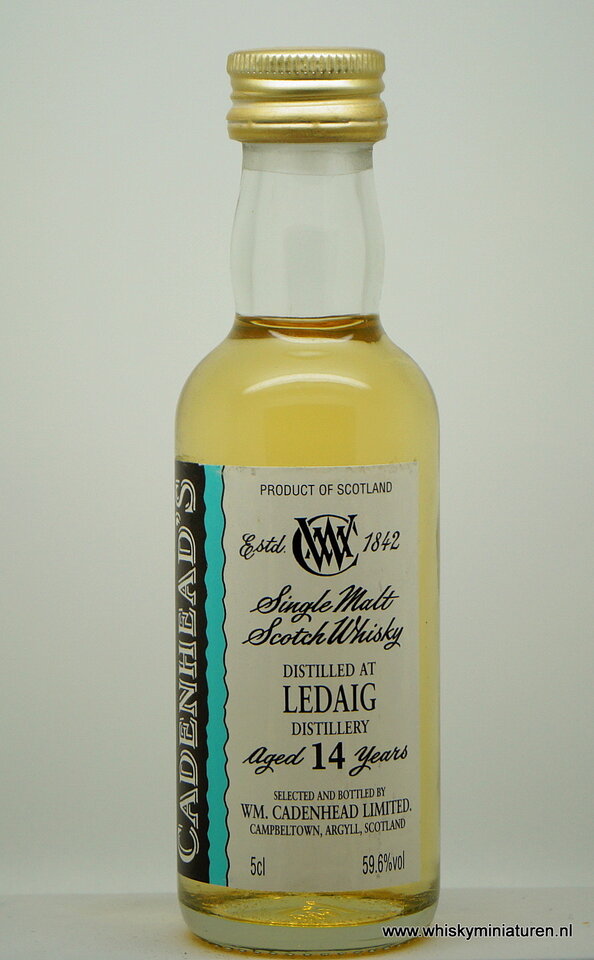 CADENHEAD'S
PRODUCT OF SCOTLAND
Estd. WMC 1842
Single Malt
Scotch Whisky
DISTILLED AT
LEDAIG
DISTILLERY
Aged 14 Years
SELECTED AND BOTTLED BY
WM. CADENHEAD LIMITED.
CAMPBELTOWN, ARGYLL, SCOTLAND
5cl 59.6%vol
www.whiskyminiaturen.nl